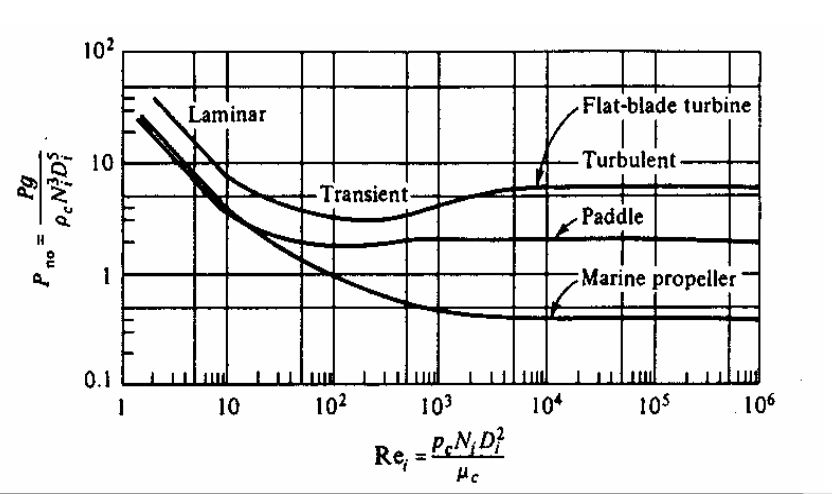 10²
10
1
0.1
P_no = Pg / ρ_c N_i³ D_i⁵
Laminar
Transient
Flat-blade turbine
Turbulent
Paddle
Marine propeller
1 10 10² 10³ 10⁴ 10⁵ 10⁶
Re_i = p_c N_i D_i² / μ_c